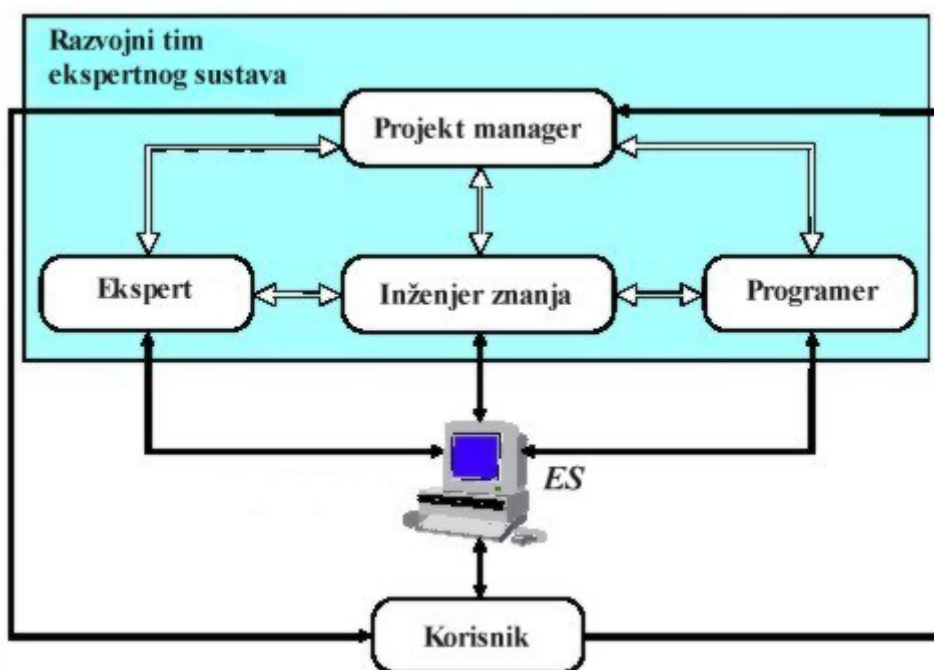 Razvojni tim
ekspertnog sustava
Projekt manager
Ekspert
Inženjer znanja
Programer
ES
Korisnik